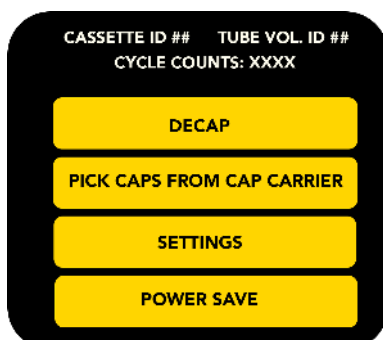 CASSETTE ID ## TUBE VOL. ID ##
CYCLE COUNTS: XXXX
DECAP
PICK CAPS FROM CAP CARRIER
SETTINGS
POWER SAVE